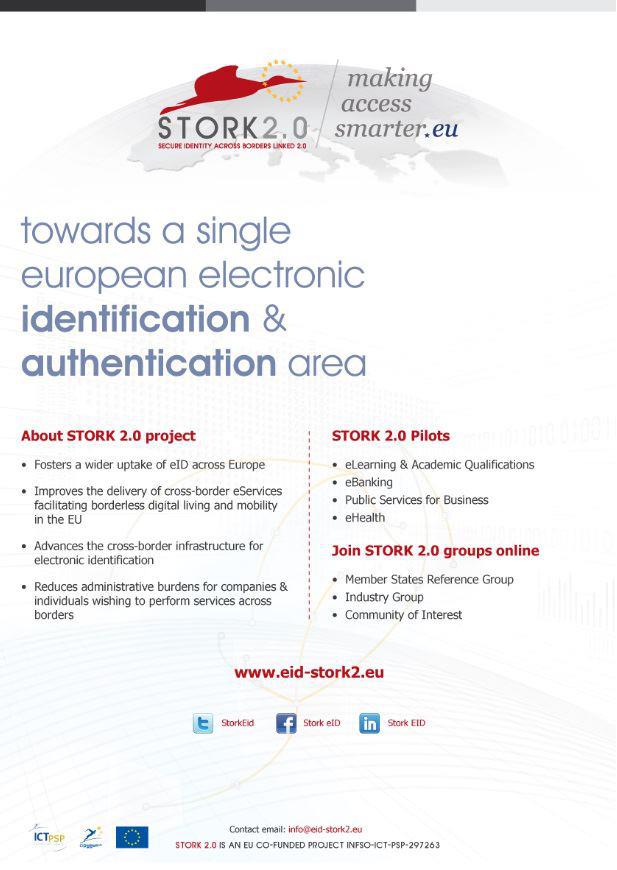 STORK2.0
SECURE IDENTITY ACROSS BORDERS LINKED 2.0
making
access
smarter.eu
towards a single
european electronic
identification &
authentication area
About STORK 2.0 project
• Fosters a wider uptake of eID across Europe
• Improves the delivery of cross-border eServices
facilitating borderless digital living and mobility
in the EU
• Advances the cross-border infrastructure for
electronic identification
• Reduces administrative burdens for companies &
individuals wishing to perform services across
borders
STORK 2.0 Pilots
• eLearning & Academic Qualifications
• eBanking
• Public Services for Business
• eHealth
Join STORK 2.0 groups online
• Member States Reference Group
• Industry Group
• Community of Interest
www.eid-stork2.eu
StorkEid
Stork eID
Stork EID
ICT PSP
Contact email: info@eid-stork2.eu
STORK 2.0 IS AN EU CO-FUNDED PROJECT INFSO-ICT-PSP-297263